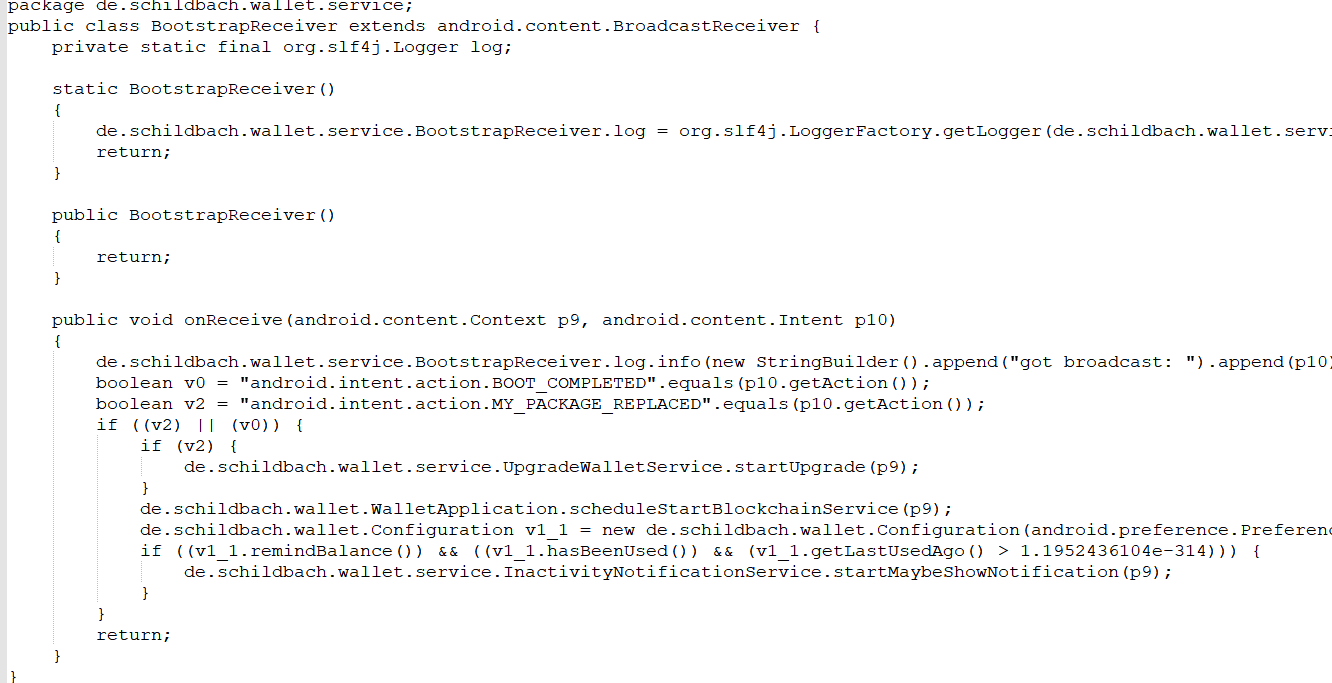 package de.schildbach.wallet.service;
public class BootstrapReceiver extends android.content.BroadcastReceiver {
    private static final org.slf4j.Logger log;

    static BootstrapReceiver()
    {
        de.schildbach.wallet.service.BootstrapReceiver.log = org.slf4j.LoggerFactory.getLogger(de.schildbach.wallet.servi
        return;
    }

    public BootstrapReceiver()
    {
        return;
    }

    public void onReceive(android.content.Context p9, android.content.Intent p10)
    {
        de.schildbach.wallet.service.BootstrapReceiver.log.info(new StringBuilder().append("got broadcast: ").append(p10)
        boolean v0 = "android.intent.action.BOOT_COMPLETED".equals(p10.getAction());
        boolean v2 = "android.intent.action.MY_PACKAGE_REPLACED".equals(p10.getAction());
        if ((v2) || (v0)) {
            if (v2) {
                de.schildbach.wallet.service.UpgradeWalletService.startUpgrade(p9);
            }
            de.schildbach.wallet.WalletApplication.scheduleStartBlockchainService(p9);
            de.schildbach.wallet.Configuration v1_1 = new de.schildbach.wallet.Configuration(android.preference.Preferenc
            if ((v1_1.remindBalance()) && ((v1_1.hasBeenUsed()) && (v1_1.getLastUsedAgo() > 1.1952436104e-314))) {
                de.schildbach.wallet.service.InactivityNotificationService.startMaybeShowNotification(p9);
            }
        }
        return;
    }
}